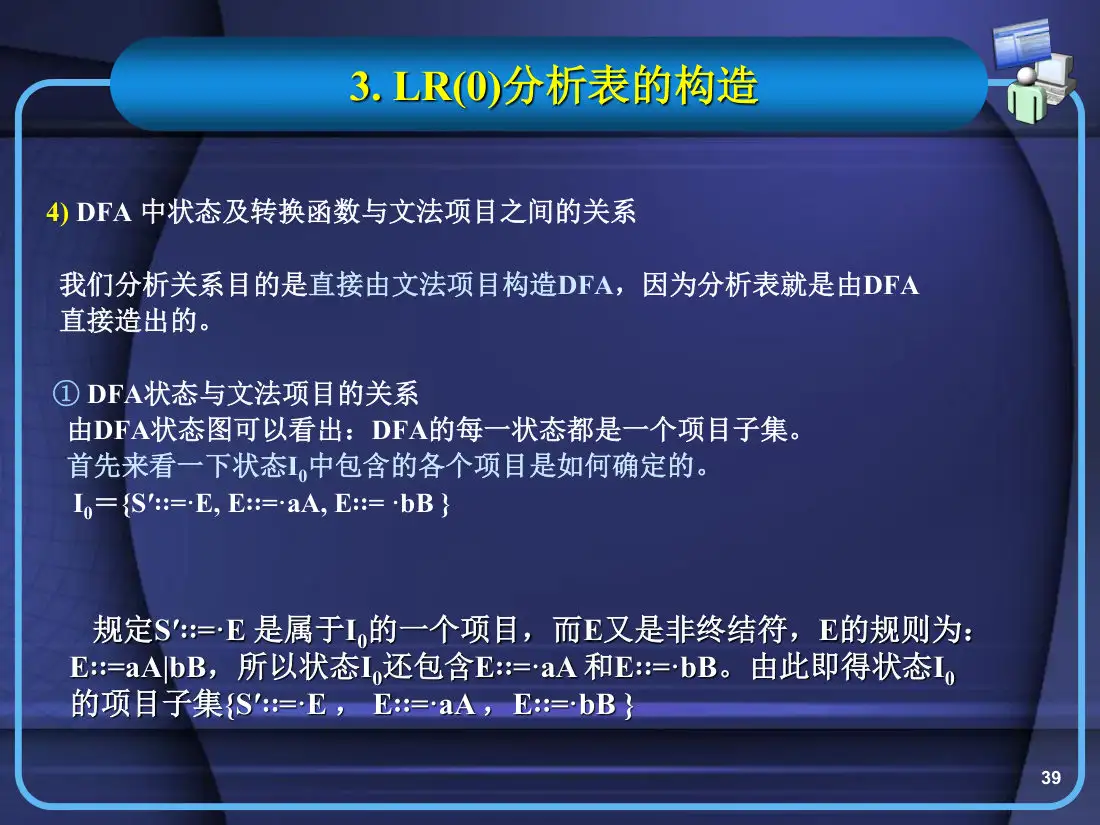 3. LR(0)分析表的构造
4) DFA 中状态及转换函数与文法项目之间的关系
我们分析关系目的是直接由文法项目构造DFA，因为分析表就是由DFA
直接造出的。
① DFA状态与文法项目的关系
由DFA状态图可以看出：DFA的每一状态都是一个项目子集。
首先来看一下状态I₀中包含的各个项目是如何确定的。
I₀＝{S′∷=·E, E∷=·aA, E∷= ·bB }
规定S′∷=·E 是属于I₀的一个项目，而E又是非终结符，E的规则为：
E∷=aA|bB，所以状态I₀还包含E∷=·aA 和E∷=·bB。由此即得状态I₀
的项目子集{S′∷=·E ， E∷=·aA ，E∷=·bB }
39